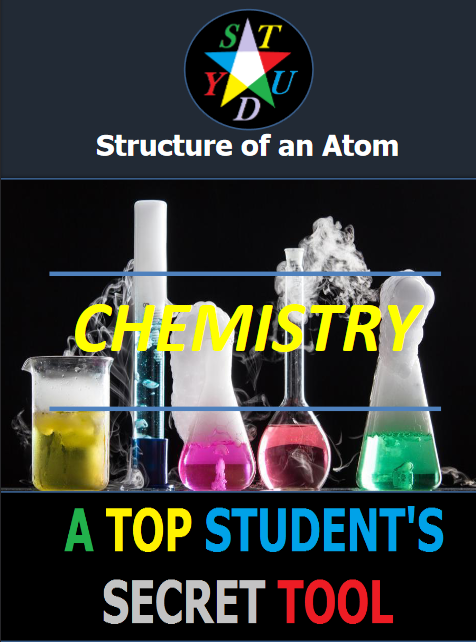 S T
Y U
D
Structure of an Atom
CHEMISTRY
A TOP STUDENT'S
SECRET TOOL